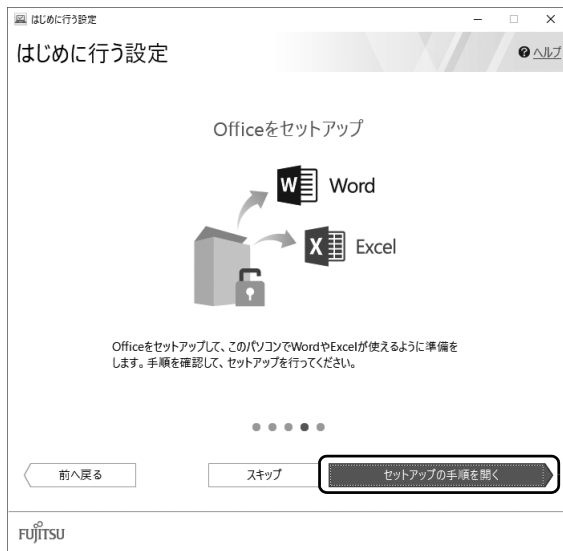 はじめに行う設定
はじめに行う設定
ヘルプ
Officeをセットアップ
W
Word
X
Excel
Officeをセットアップして、このパソコンでWordやExcelが使えるように準備を
します。手順を確認して、セットアップを行ってください。
前へ戻る
スキップ
セットアップの手順を開く
FUJITSU